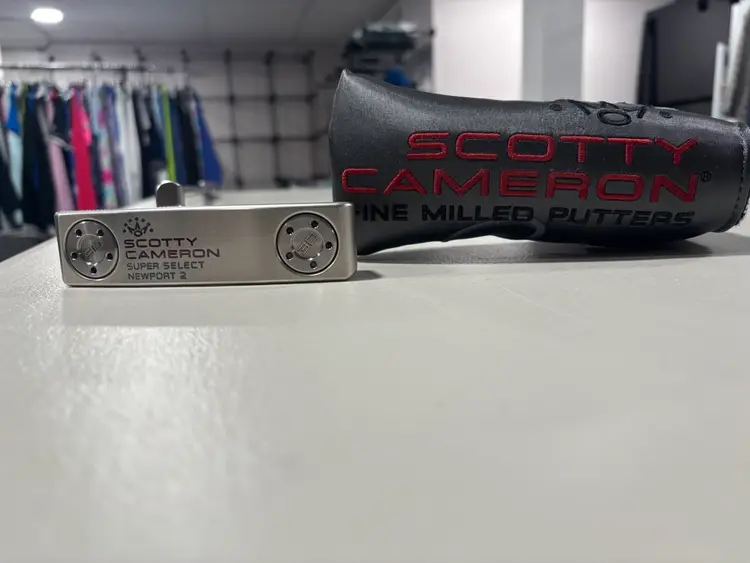 SCOTTY
CAMERON
SUPER SELECT
NEWPORT 2
SCOTTY
CAMERON®
FINE MILLED PUTTERS